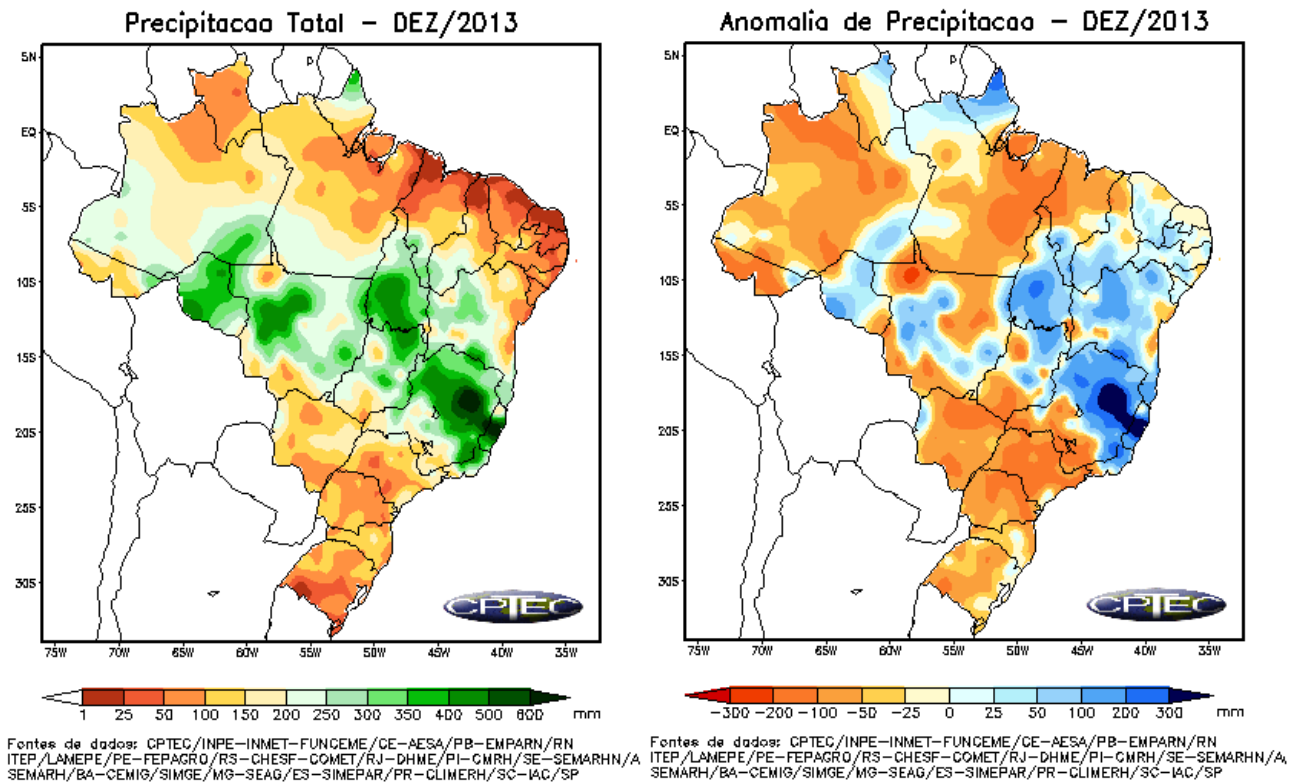 Precipitacao Total – DEZ/2013
5N
EQ
5S
10S
15S
20S
25S
30S
75W 70W 65W 60W 55W 50W 45W 40W 35W
CPTEC
1 25 50 100 150 200 250 300 350 400 500 600 mm
Fontes de dados: CPTEC/INPE-INMET-FUNCEME/CE-AESA/PB-EMPARN/RN
ITEP/LAMEPE/PE-FEPAGRO/RS-CHESF-COMET/RJ-DHME/PI-CMRH/SE-SEMARHN/A
SEMARH/BA-CEMIG/SIMGE/MG-SEAG/ES-SIMEPAR/PR-CLIMERH/SC-IAC/SP
Anomalia de Precipitacao – DEZ/2013
5N
EQ
5S
10S
15S
20S
25S
30S
75W 70W 65W 60W 55W 50W 45W 40W 35W
CPTEC
-300 -200 -100 -50 -25 0 25 50 100 200 300 mm
Fontes de dados: CPTEC/INPE-INMET-FUNCEME/CE-AESA/PB-EMPARN/RN
ITEP/LAMEPE/PE-FEPAGRO/RS-CHESF-COMET/RJ-DHME/PI-CMRH/SE-SEMARHN/A
SEMARH/BA-CEMIG/SIMGE/MG-SEAG/ES-SIMEPAR/PR-CLIMERH/SC-IAC/SP